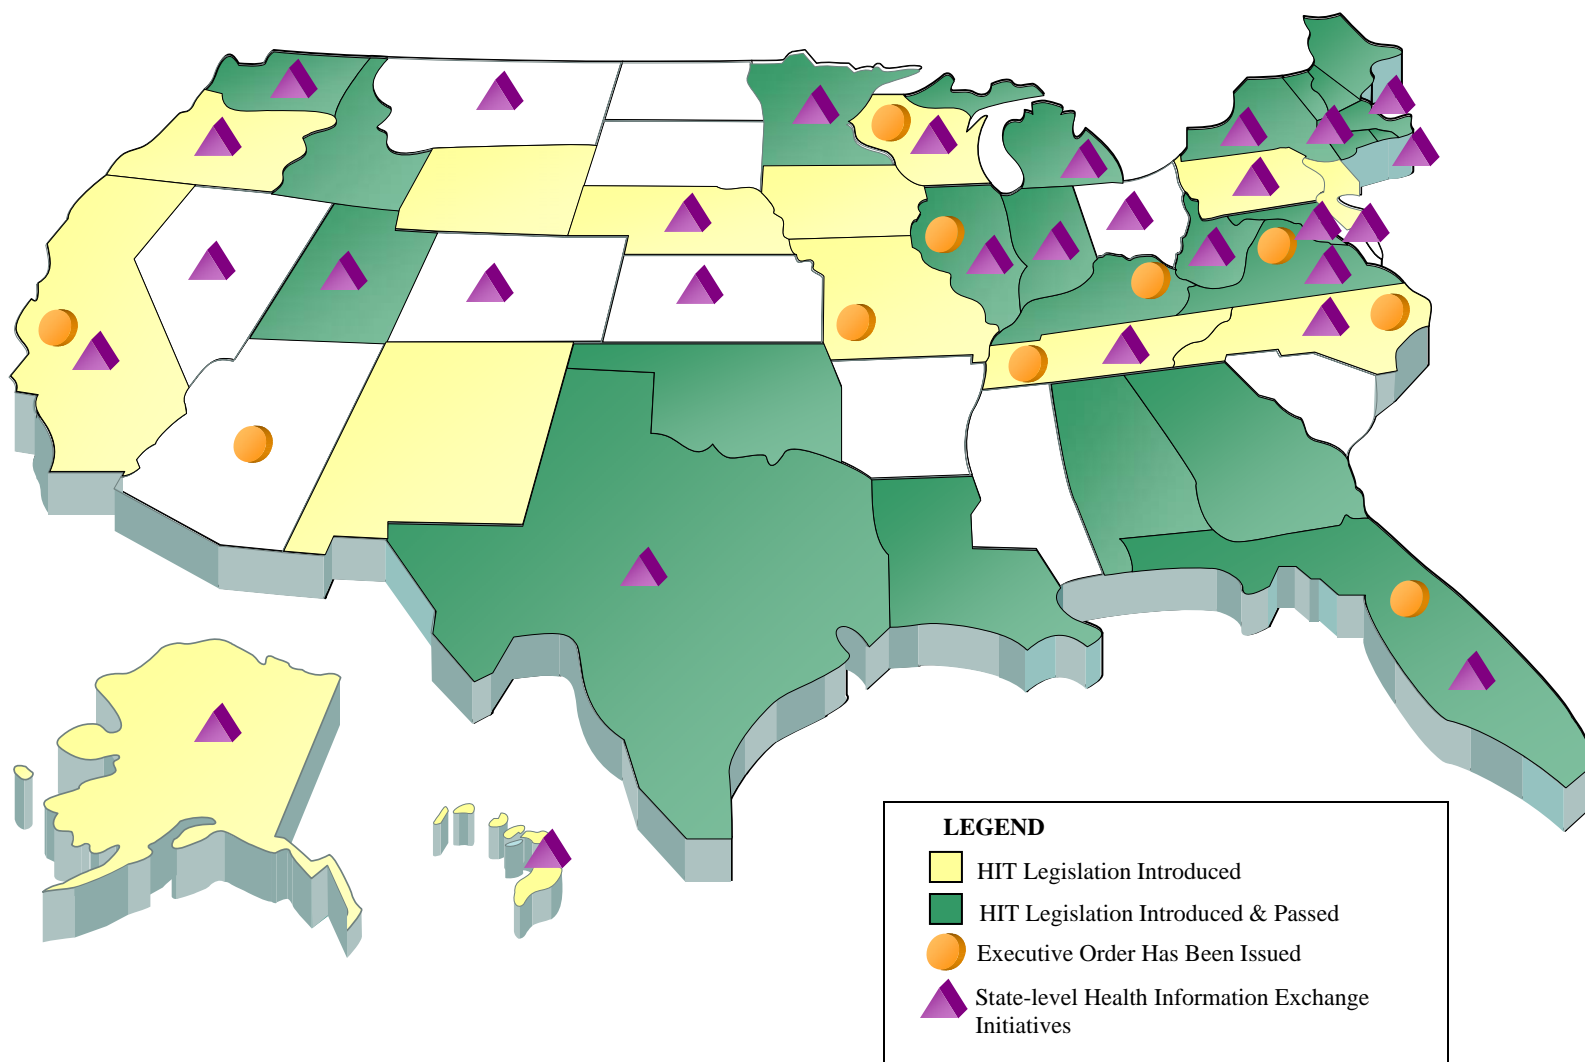 LEGEND
HIT Legislation Introduced
HIT Legislation Introduced & Passed
Executive Order Has Been Issued
State-level Health Information Exchange
Initiatives